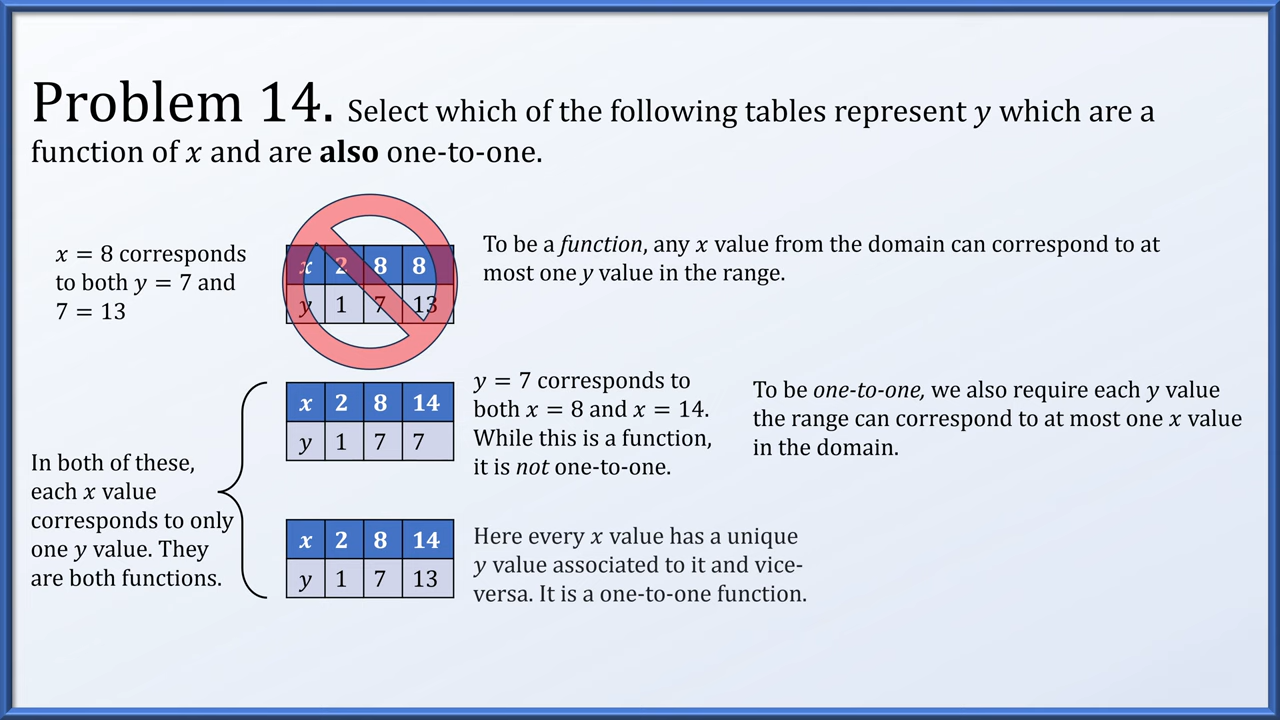 Problem 14. Select which of the following tables represent y which are a
function of x and are also one-to-one.
x = 8 corresponds
to both y = 7 and
7 = 13
x 2 8 8
y 1 7 13
To be a function, any x value from the domain can correspond to at
most one y value in the range.
In both of these,
each x value
corresponds to only
one y value. They
are both functions.
x 2 8 14
y 1 7 7
y = 7 corresponds to
both x = 8 and x = 14.
While this is a function,
it is not one-to-one.
To be one-to-one, we also require each y value
the range can correspond to at most one x value
in the domain.
x 2 8 14
y 1 7 13
Here every x value has a unique
y value associated to it and vice-
versa. It is a one-to-one function.